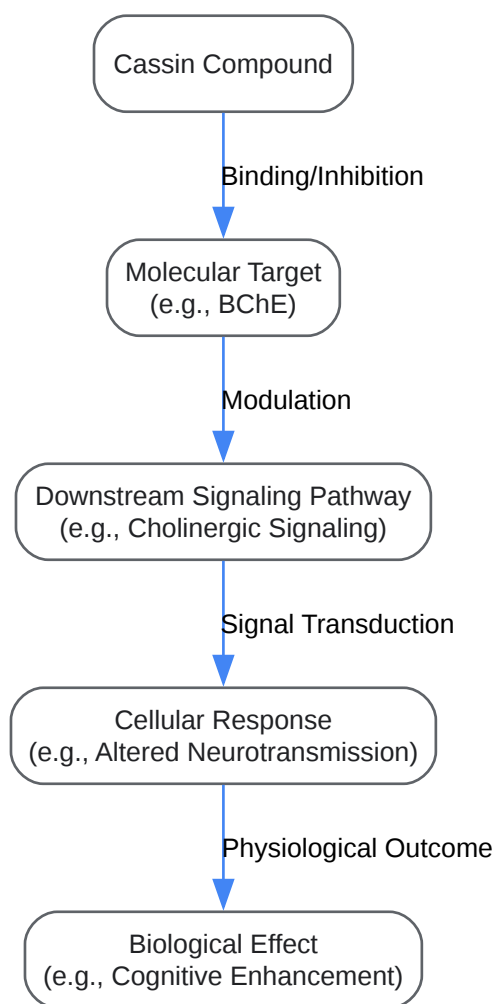 Cassin Compound
Binding/Inhibition
Molecular Target
(e.g., BChE)
Modulation
Downstream Signaling Pathway
(e.g., Cholinergic Signaling)
Signal Transduction
Cellular Response
(e.g., Altered Neurotransmission)
Physiological Outcome
Biological Effect
(e.g., Cognitive Enhancement)